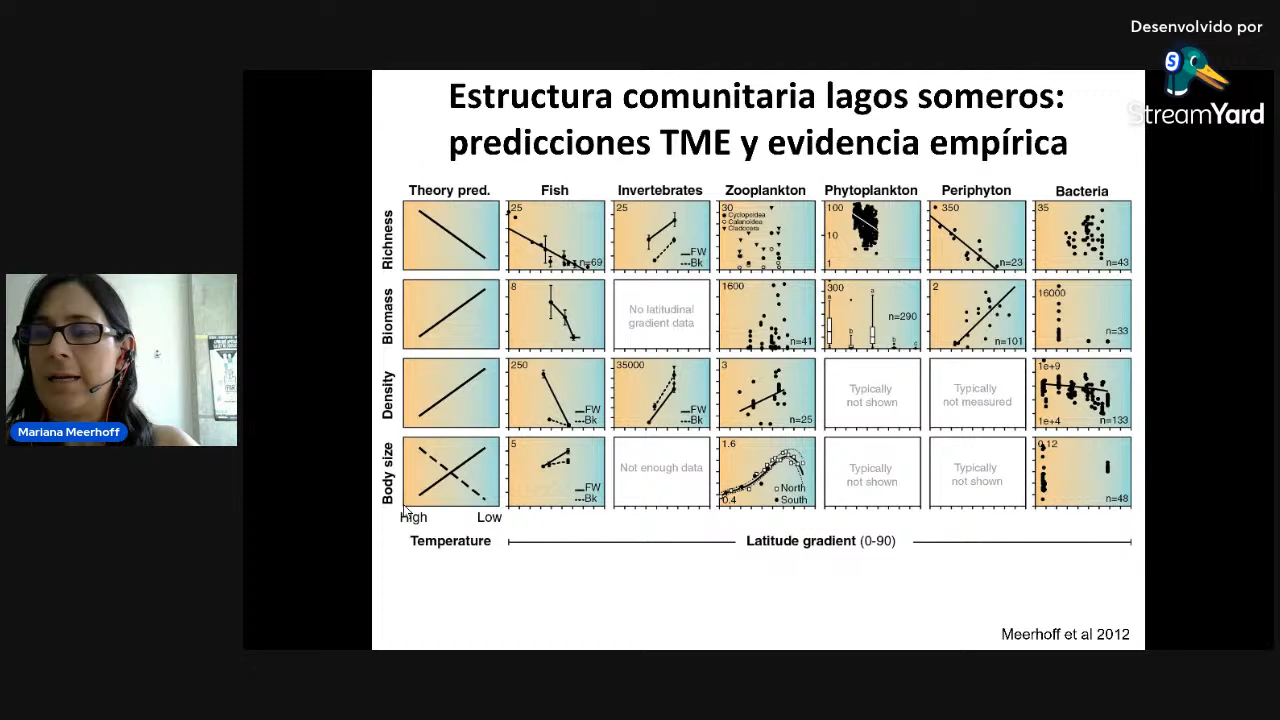 Desenvolvido por
StreamYard
Estructura comunitaria lagos someros:
predicciones TME y evidencia empírica
Theory pred. Fish Invertebrates Zooplankton Phytoplankton Periphyton Bacteria
Richness
25
n=69
25
FW
Bk
30
Cyclopoidea
Calanoidea
Cladocera
100
10
1
350
n=23
35
n=43
Biomass
8
No latitudinal
gradient data
1600
n=41
300
a
a
b
n=290
2
n=101
16000
n=33
Density
250
FW
Bk
35000
FW
Bk
3
n=25
Typically
not shown
Typically
not measured
1e+9
1e+4
n=133
Body size
5
FW
Bk
Not enough data
1.6
0.4
North
South
Typically
not shown
Typically
not shown
0.12
n=48
High Low
Temperature
Latitude gradient (0-90)
Meerhoff et al 2012
Mariana Meerhoff